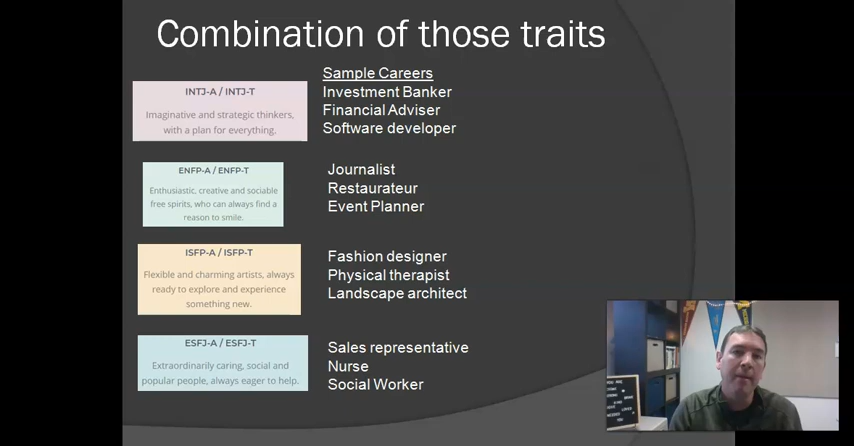 Combination of those traits
INTJ-A / INTJ-T
Imaginative and strategic thinkers,
with a plan for everything.
Sample Careers
Investment Banker
Financial Adviser
Software developer
ENFP-A / ENFP-T
Enthusiastic, creative and sociable
free spirits, who can always find a
reason to smile.
Journalist
Restaurateur
Event Planner
ISFP-A / ISFP-T
Flexible and charming artists, always
ready to explore and experience
something new.
Fashion designer
Physical therapist
Landscape architect
ESFJ-A / ESFJ-T
Extraordinarily caring, social and
popular people, always eager to help.
Sales representative
Nurse
Social Worker